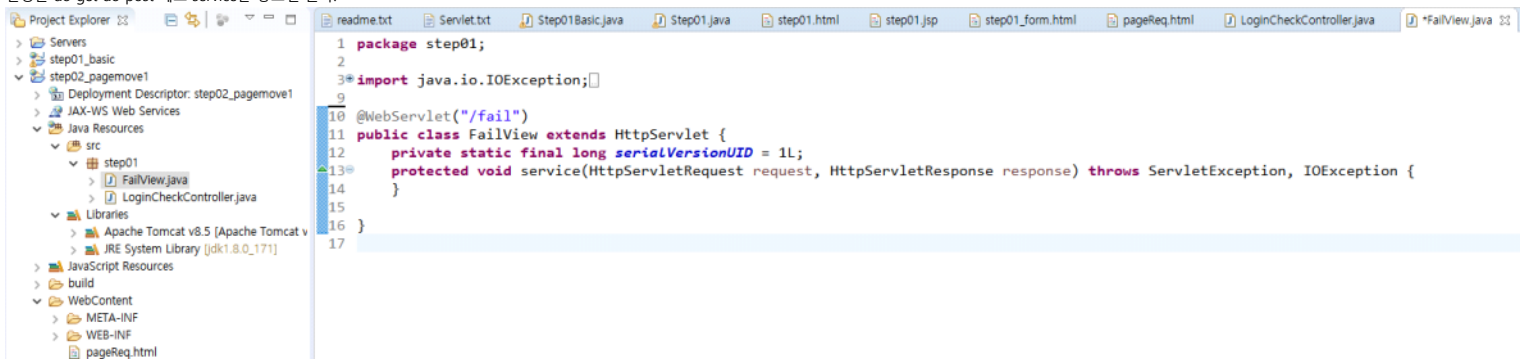 Project Explorer
readme.txt Servlet.txt Step01Basic.java Step01.java step01.html step01.jsp step01_form.html pageReq.html LoginCheckController.java *FailView.java
Servers
step01_basic
step02_pagemove1
Deployment Descriptor: step02_pagemove1
JAX-WS Web Services
Java Resources
src
step01
FailView.java
LoginCheckController.java
Libraries
Apache Tomcat v8.5 [Apache Tomcat v
JRE System Library [jdk1.8.0_171]
JavaScript Resources
build
WebContent
META-INF
WEB-INF
pageReq.html
1 package step01;
2
3 import java.io.IOException;
9
10 @WebServlet("/fail")
11 public class FailView extends HttpServlet {
12 private static final long serialVersionUID = 1L;
13 protected void service(HttpServletRequest request, HttpServletResponse response) throws ServletException, IOException {
14 }
15
16 }
17